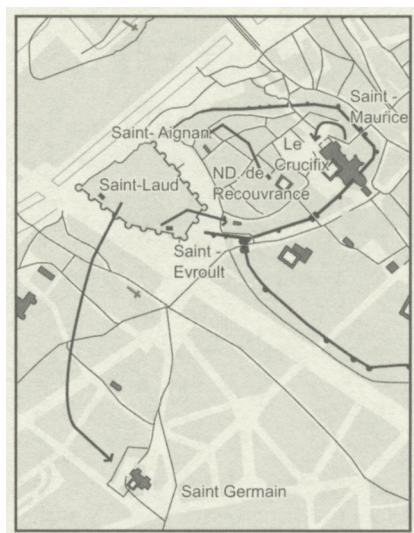 Saint -
Maurice
Saint- Aignan
Le
Crucifix
Saint-Laud
ND. de
Recouvrance
Saint -
Evroult
Saint Germain